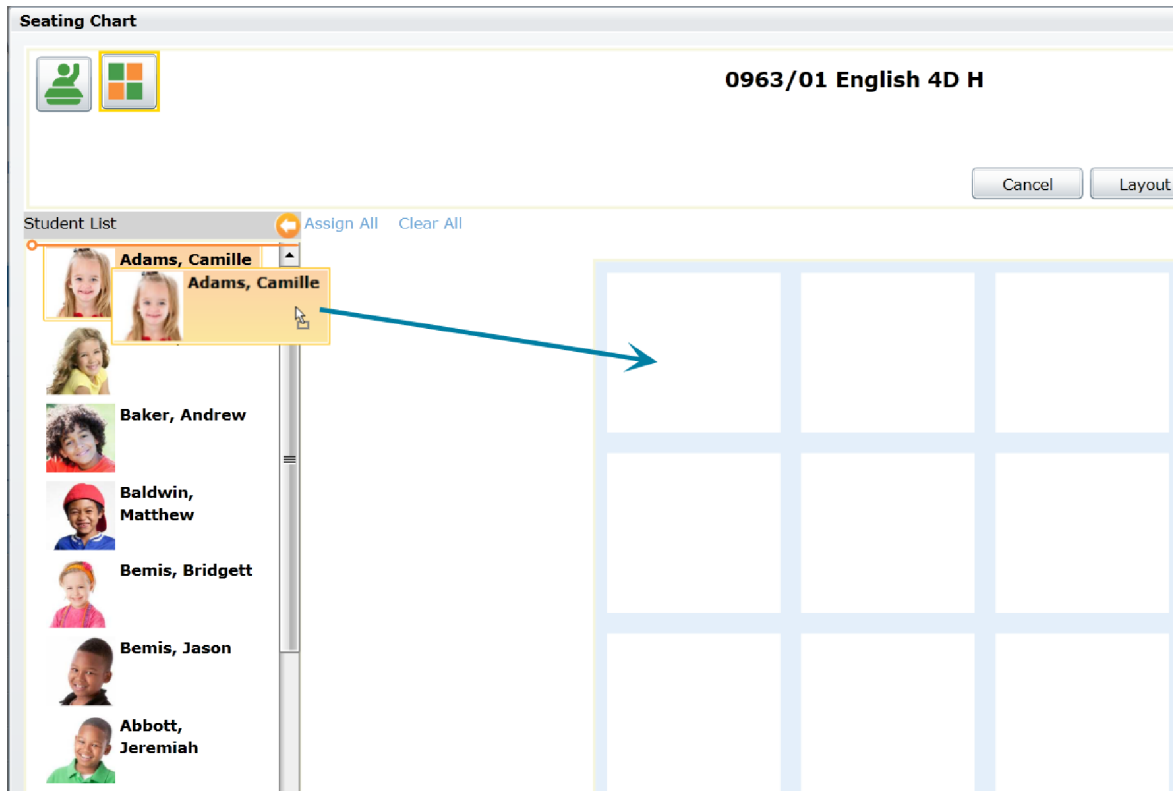 Seating Chart
0963/01 English 4D H
Cancel
Layout
Student List
Assign All
Clear All
Adams, Camille
Adams, Camille
Baker, Andrew
Baldwin,
Matthew
Bemis, Bridgett
Bemis, Jason
Abbott,
Jeremiah